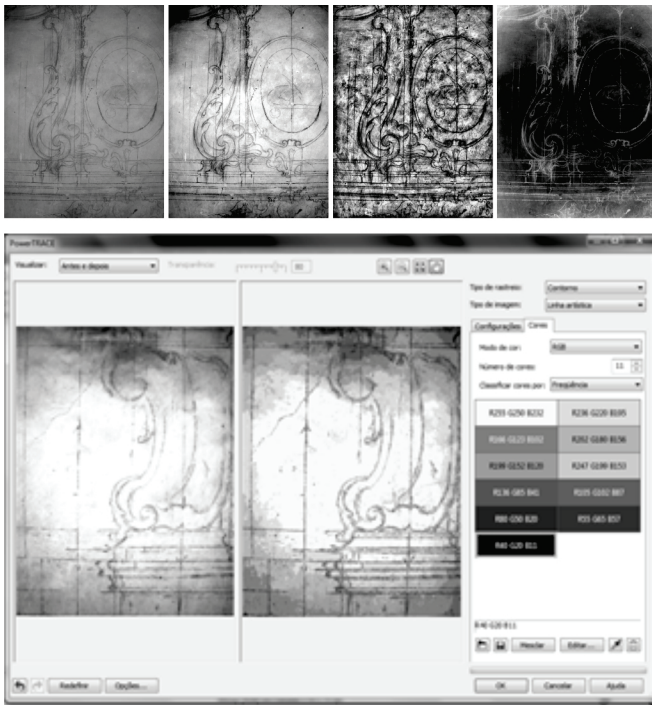 PowerTRACE
Visualizar: Antes e depois Transparência: 80
Tipo de rastreio: Contorno
Tipo de imagem: Linha artística
Configurações Cores
Modo de cor: RGB
Número de cores: 11
Classificar cores por: Freqüência
R255 G250 B232 R236 G220 B195
R166 G123 B102 R202 G180 B156
R199 G152 B120 R247 G199 B153
R136 G85 B41 R105 G102 B87
R80 G50 B20 R55 G65 B57
R40 G20 B11
R40 G20 B11
Mesclar Editar...
Redefinir Opções... OK Cancelar Ajuda